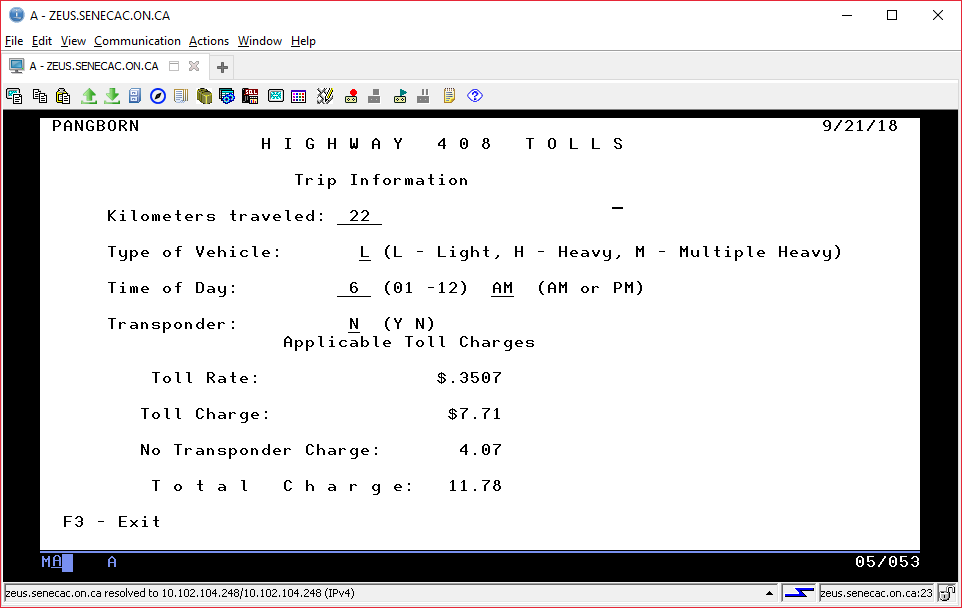 A - ZEUS.SENECAC.ON.CA
File Edit View Communication Actions Window Help
A - ZEUS.SENECAC.ON.CA
PANGBORN 9/21/18
H I G H W A Y 4 0 8 T O L L S
Trip Information
Kilometers traveled: 22
Type of Vehicle: L (L - Light, H - Heavy, M - Multiple Heavy)
Time of Day: 6 (01 -12) AM (AM or PM)
Transponder: N (Y N)
Applicable Toll Charges
Toll Rate: $.3507
Toll Charge: $7.71
No Transponder Charge: 4.07
T o t a l C h a r g e: 11.78
F3 - Exit
MA A 05/053
zeus.senecac.on.ca resolved to 10.102.104.248/10.102.104.248 (IPv4) zeus.senecac.on.ca:23